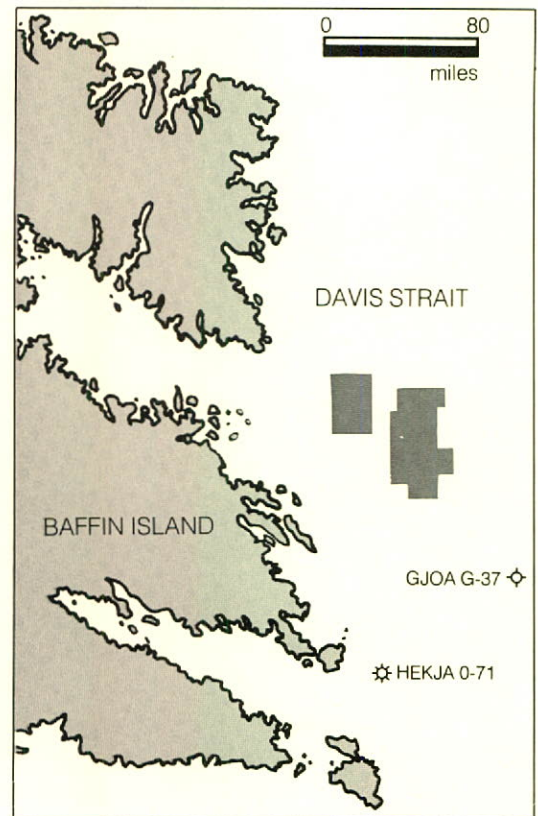 0 80
miles
DAVIS STRAIT
BAFFIN ISLAND
GJOA G-37
HEKJA 0-71